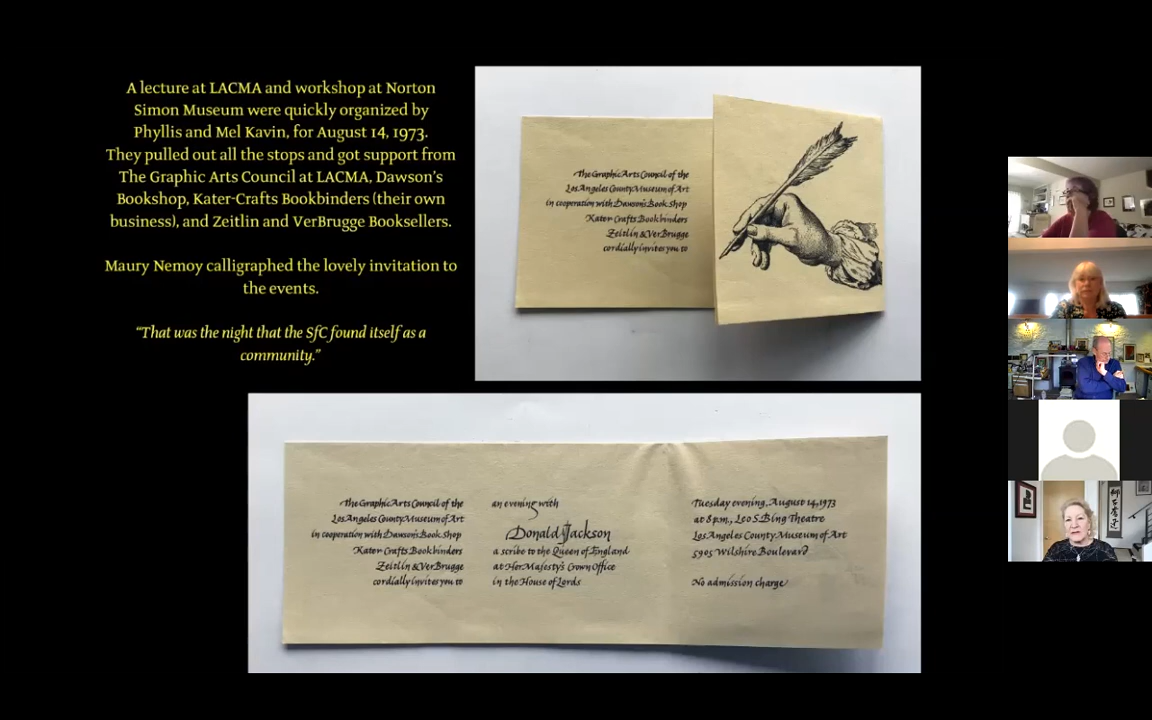 A lecture at LACMA and workshop at Norton
Simon Museum were quickly organized by
Phyllis and Mel Kavin, for August 14, 1973.
They pulled out all the stops and got support from
The Graphic Arts Council at LACMA, Dawson's
Bookshop, Kater-Crafts Bookbinders (their own
business), and Zeitlin and VerBrugge Booksellers.
Maury Nemoy calligraphed the lovely invitation to
the events.
“That was the night that the SfC found itself as a
community.”
The Graphic Arts Council of the
Los Angeles County Museum of Art
in cooperation with Dawson's Book Shop
Kater Crafts Bookbinders
Zeitlin & VerBrugge
cordially invites you to
The Graphic Arts Council of the
Los Angeles County Museum of Art
in cooperation with Dawson's Book Shop
Kater Crafts Bookbinders
Zeitlin & VerBrugge
cordially invites you to
an evening with
Donald Jackson
a scribe to the Queen of England
at Her Majesty's Crown Office
in the House of Lords
Tuesday evening, August 14, 1973
at 8 p.m., Leo S Bing Theatre
Los Angeles County Museum of Art
5905 Wilshire Boulevard
No admission charge